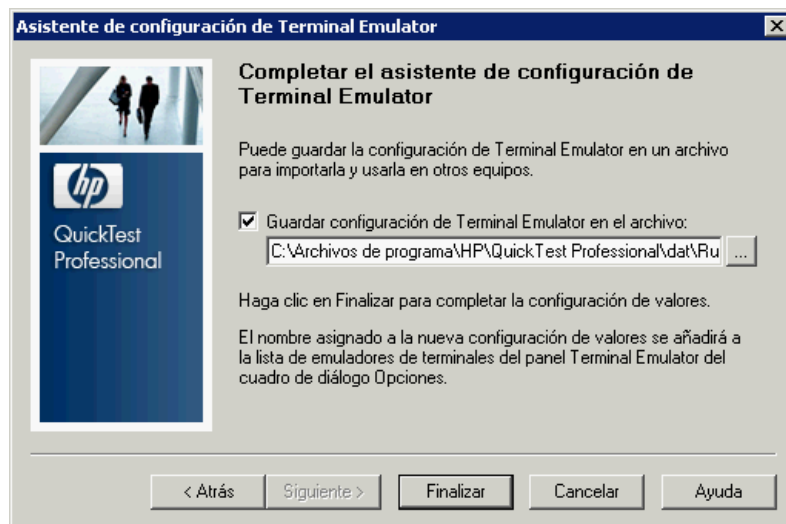 Asistente de configuración de Terminal Emulator
Completar el asistente de configuración de
Terminal Emulator
Puede guardar la configuración de Terminal Emulator en un archivo
para importarla y usarla en otros equipos.
Guardar configuración de Terminal Emulator en el archivo:
C:\Archivos de programa\HP\QuickTest Professional\dat\Ru
...
hp
QuickTest
Professional
Haga clic en Finalizar para completar la configuración de valores.
El nombre asignado a la nueva configuración de valores se añadirá a
la lista de emuladores de terminales del panel Terminal Emulator del
cuadro de diálogo Opciones.
< Atrás
Siguiente >
Finalizar
Cancelar
Ayuda